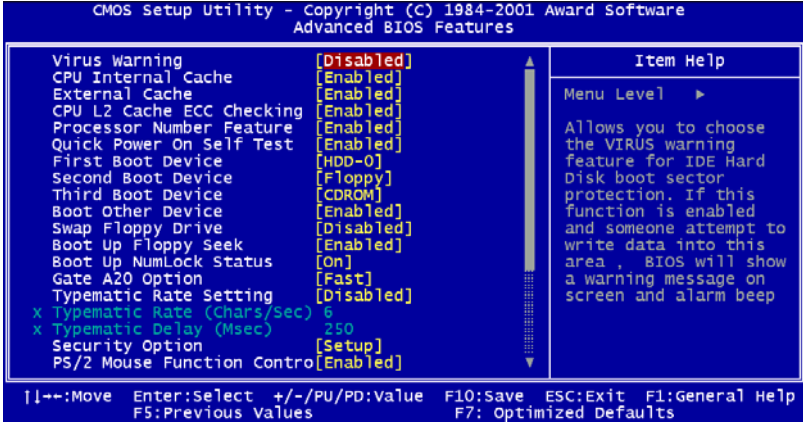 CMOS Setup Utility - Copyright (C) 1984-2001 Award Software
Advanced BIOS Features
Virus Warning [Disabled]
CPU Internal Cache [Enabled]
External Cache [Enabled]
CPU L2 Cache ECC Checking [Enabled]
Processor Number Feature [Enabled]
Quick Power On Self Test [Enabled]
First Boot Device [HDD-0]
Second Boot Device [Floppy]
Third Boot Device [CDROM]
Boot Other Device [Enabled]
Swap Floppy Drive [Disabled]
Boot Up Floppy Seek [Enabled]
Boot Up NumLock Status [On]
Gate A20 Option [Fast]
Typematic Rate Setting [Disabled]
x Typematic Rate (Chars/Sec) 6
x Typematic Delay (Msec) 250
Security Option [Setup]
PS/2 Mouse Function Contro[Enabled]
Item Help
Menu Level ►
Allows you to choose
the VIRUS warning
feature for IDE Hard
Disk boot sector
protection. If this
function is enabled
and someone attempt to
write data into this
area , BIOS will show
a warning message on
screen and alarm beep
↑↓→←:Move Enter:Select +/-/PU/PD:Value F10:Save ESC:Exit F1:General Help
F5:Previous Values F7: Optimized Defaults